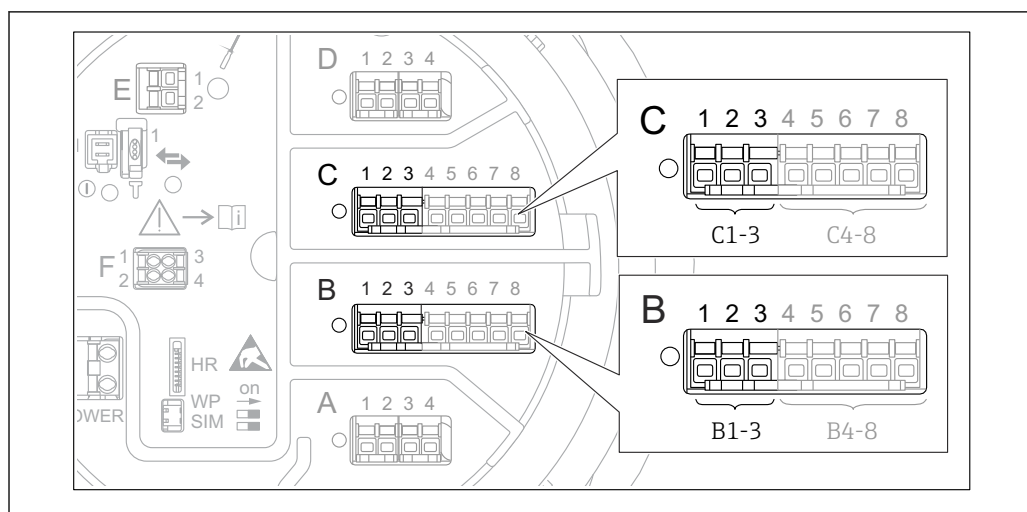 D 1 2 3 4
E 1
2
1
C 1 2 3 4 5 6 7 8
C 1 2 3 4 5 6 7 8
C1-3 C4-8
i
F 1 3
2 4
B 1 2 3 4 5 6 7 8
B 1 2 3 4 5 6 7 8
B1-3 B4-8
HR
WP on
SIM
OWER
A 1 2 3 4